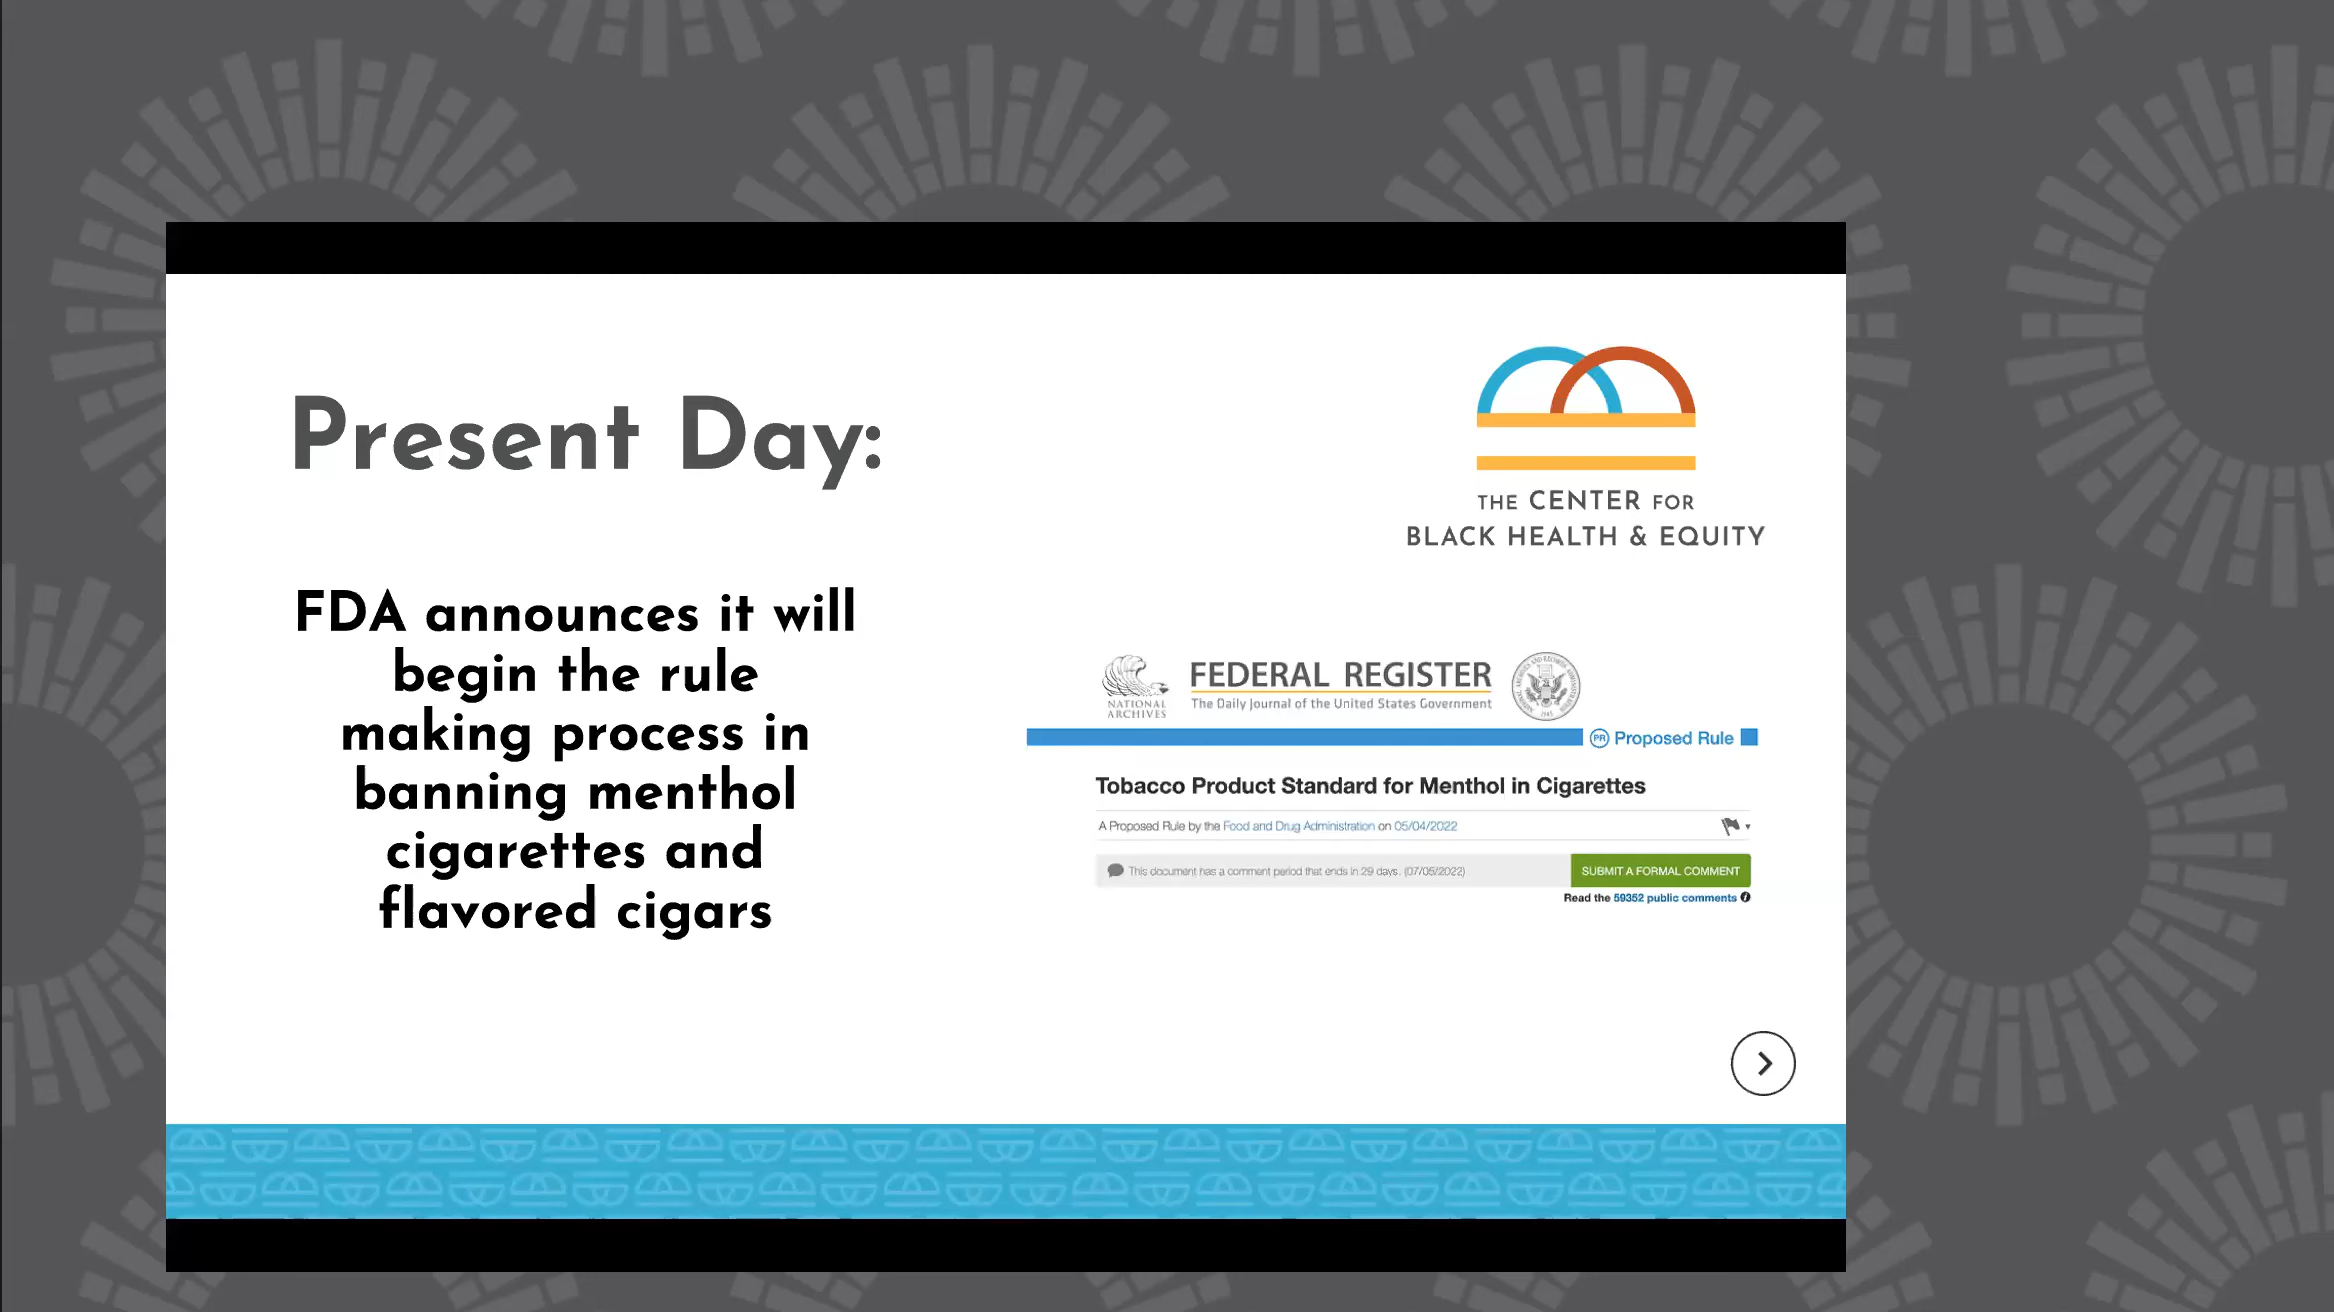 Present Day:
THE CENTER FOR
BLACK HEALTH & EQUITY
FDA announces it will
begin the rule
making process in
banning menthol
cigarettes and
flavored cigars
NATIONAL
ARCHIVES
FEDERAL REGISTER
The Daily Journal of the United States Government
PR Proposed Rule
Tobacco Product Standard for Menthol in Cigarettes
A Proposed Rule by the Food and Drug Administration on 05/04/2022
This document has a comment period that ends in 29 days. (07/05/2022)
SUBMIT A FORMAL COMMENT
Read the 59352 public comments